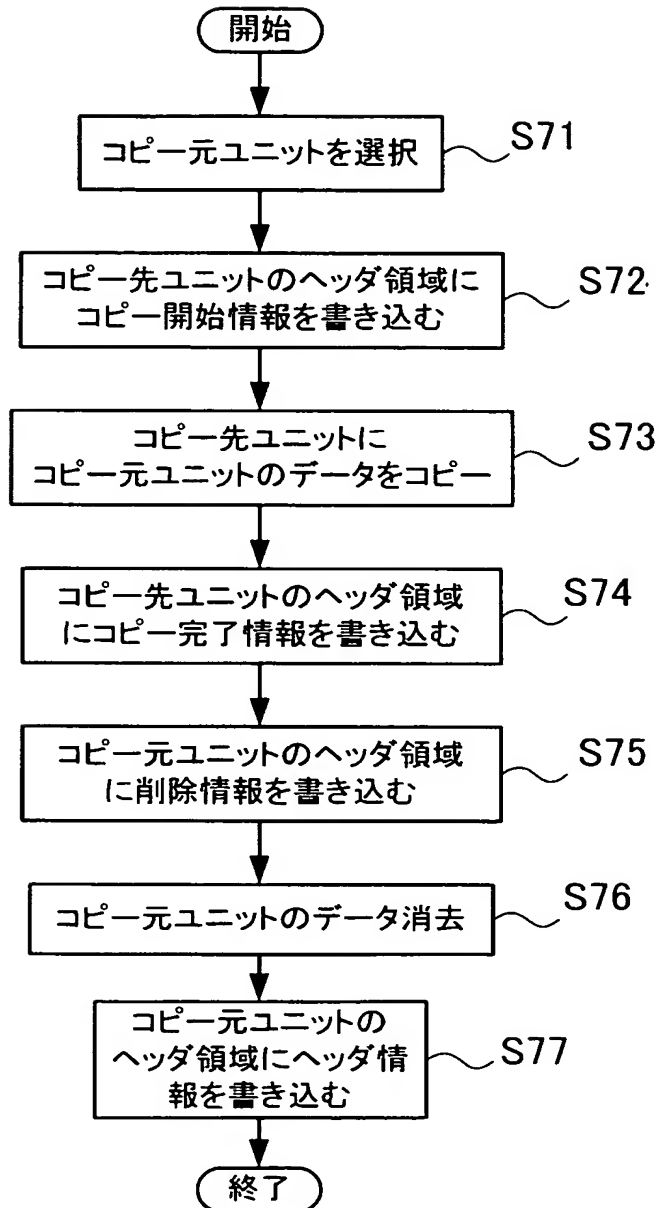 開始
コピー元ユニットを選択
S71
コピー先ユニットのヘッダ領域に
コピー開始情報を書き込む
S72
コピー先ユニットに
コピー元ユニットのデータをコピー
S73
コピー先ユニットのヘッダ領域
にコピー完了情報を書き込む
S74
コピー元ユニットのヘッダ領域
に削除情報を書き込む
S75
コピー元ユニットのデータ消去
S76
コピー元ユニットの
ヘッダ領域にヘッダ情
報を書き込む
S77
終了